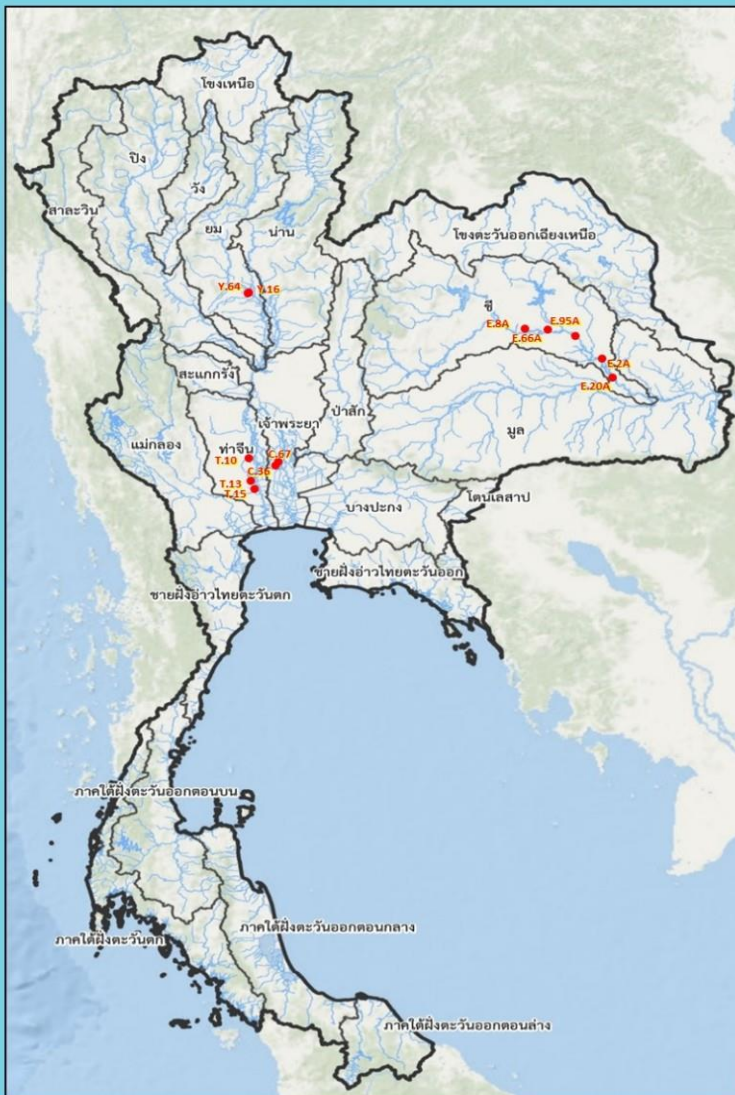 โขงเหนือ
ปิง
วัง
สาละวิน
ยม
น่าน
โขงตะวันออกเฉียงเหนือ
Y.64
Y.16
ชี
E.8A
E.95A
E.66A
E.2A
E.20A
สะแกกรัง
ป่าสัก
เจ้าพระยา
มูล
แม่กลอง
ท่าจีน
T.10
C.67
C.36
T.13
T.15
บางปะกง
โตนเลสาป
ชายฝั่งอ่าวไทยตะวันออก
ชายฝั่งอ่าวไทยตะวันตก
ภาคใต้ฝั่งตะวันออกตอนบน
ภาคใต้ฝั่งตะวันออกตอนกลาง
ภาคใต้ฝั่งตะวันตก
ภาคใต้ฝั่งตะวันออกตอนล่าง